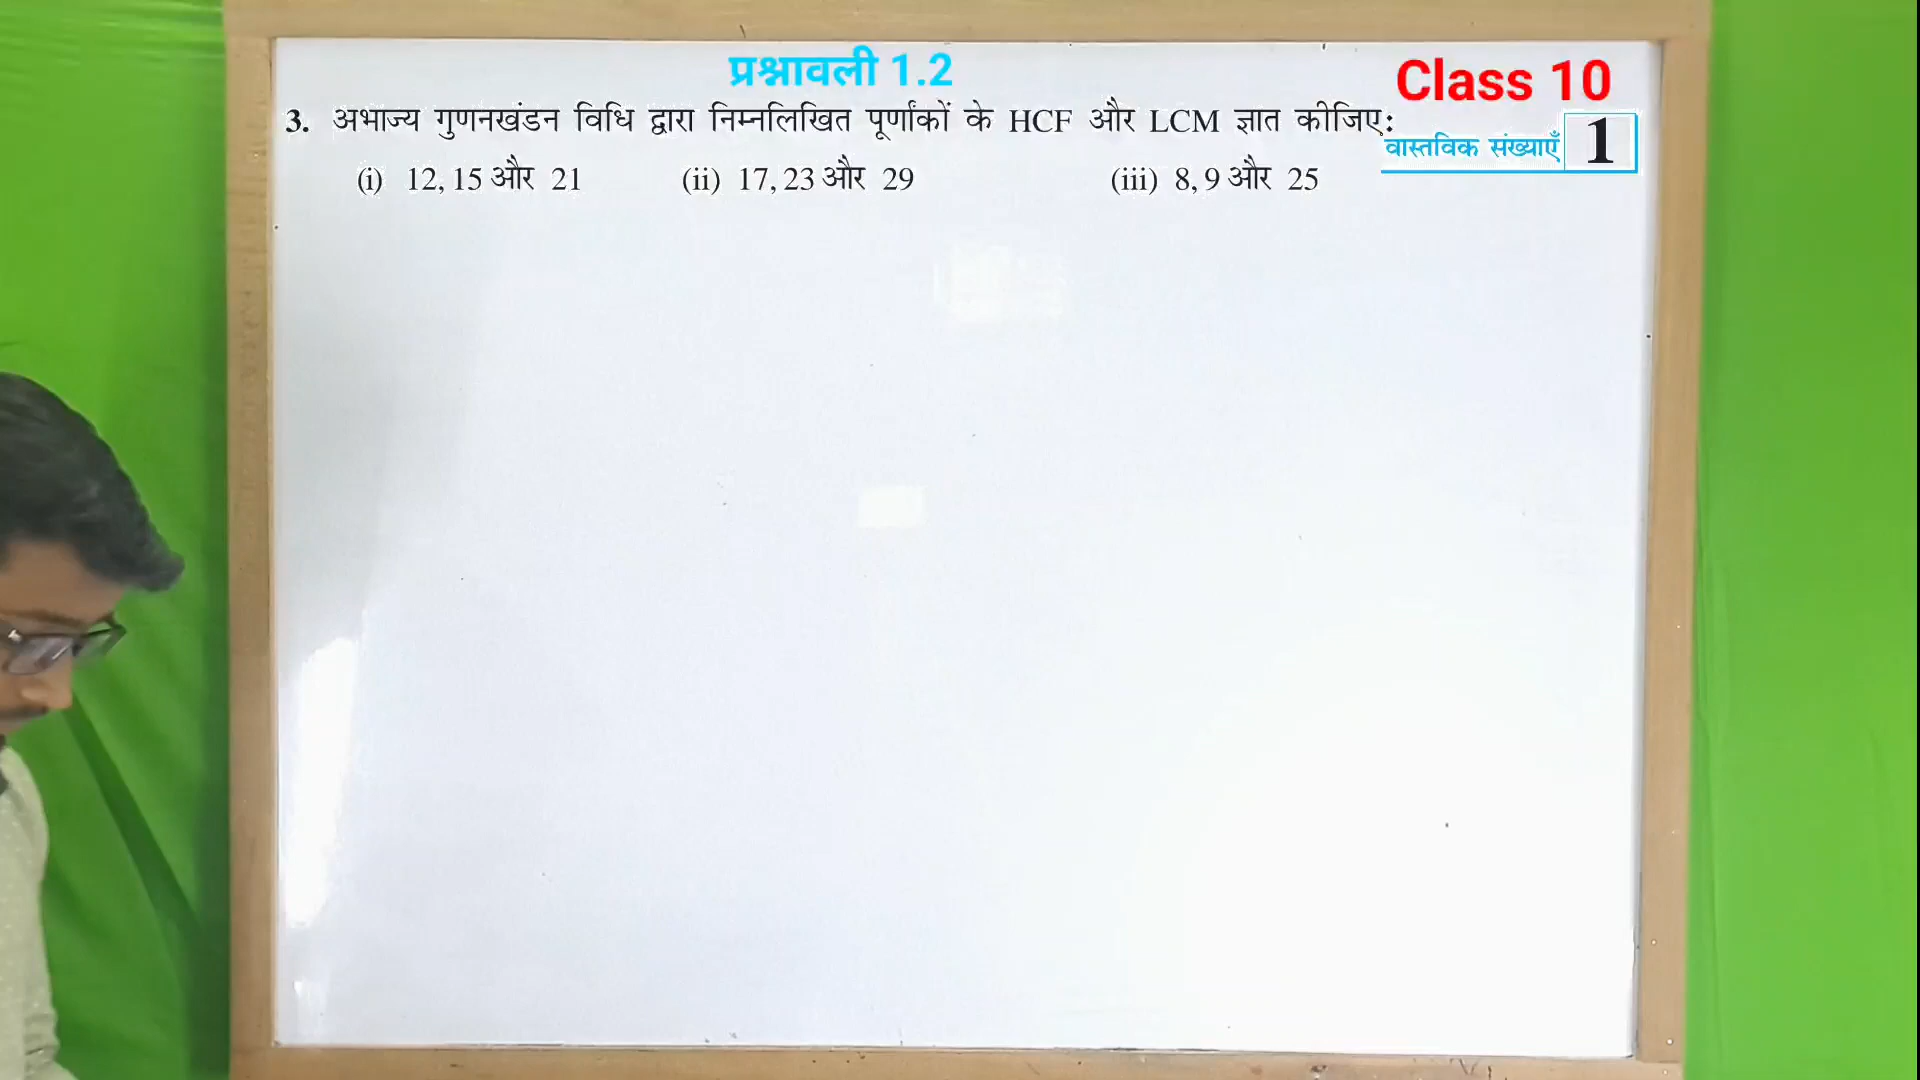 प्रश्नावली 1.2
Class 10
3. अभाज्य गुणनखंडन विधि द्वारा निम्नलिखित पूर्णांकों के HCF और LCM ज्ञात कीजिए:
वास्तविक संख्याएँ 1
(i) 12, 15 और 21 (ii) 17, 23 और 29 (iii) 8, 9 और 25